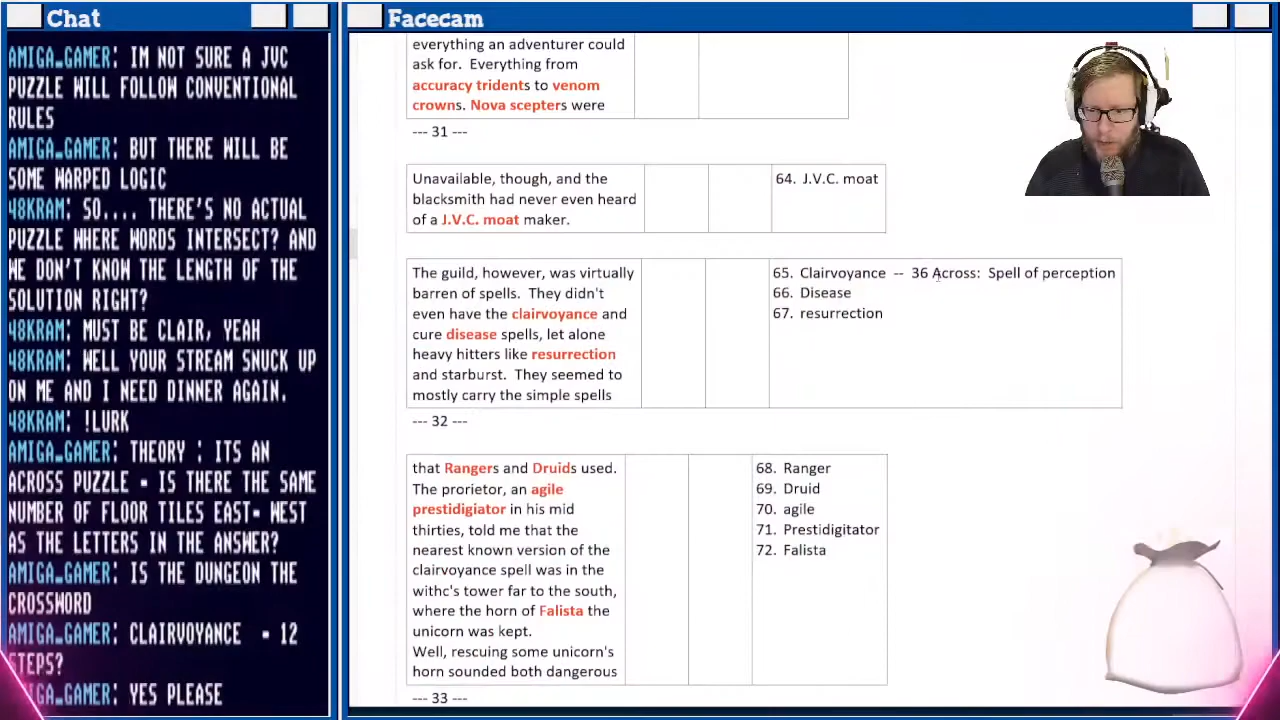 Chat
AMIGA_GAMER: IM NOT SURE A JVC
PUZZLE WILL FOLLOW CONVENTIONAL
RULES
AMIGA_GAMER: BUT THERE WILL BE
SOME WARPED LOGIC
48KRAM: SO.... THERE'S NO ACTUAL
PUZZLE WHERE WORDS INTERSECT? AND
WE DON'T KNOW THE LENGTH OF THE
SOLUTION RIGHT?
48KRAM: MUST BE CLAIR, YEAH
48KRAM: WELL YOUR STREAM SNUCK UP
ON ME AND I NEED DINNER AGAIN.
48KRAM: !LURK
AMIGA_GAMER: THEORY : ITS AN
ACROSS PUZZLE - IS THERE THE SAME
NUMBER OF FLOOR TILES EAST- WEST
AS THE LETTERS IN THE ANSWER?
AMIGA_GAMER: IS THE DUNGEON THE
CROSSWORD
AMIGA_GAMER: CLAIRVOYANCE - 12
STEPS?
IGA_GAMER: YES PLEASE
Facecam
everything an adventurer could
ask for. Everything from
accuracy tridents to venom
crowns. Nova scepters were
--- 31 ---
Unavailable, though, and the
blacksmith had never even heard
of a J.V.C. moat maker.
64. J.V.C. moat
The guild, however, was virtually
barren of spells. They didn't
even have the clairvoyance and
cure disease spells, let alone
heavy hitters like resurrection
and starburst. They seemed to
mostly carry the simple spells
65. Clairvoyance -- 36 Across: Spell of perception
66. Disease
67. resurrection
--- 32 ---
that Rangers and Druids used.
The prorietor, an agile
prestidigiator in his mid
thirties, told me that the
nearest known version of the
clairvoyance spell was in the
withc's tower far to the south,
where the horn of Falista the
unicorn was kept.
Well, rescuing some unicorn's
horn sounded both dangerous
68. Ranger
69. Druid
70. agile
71. Prestidigitator
72. Falista
--- 33 ---